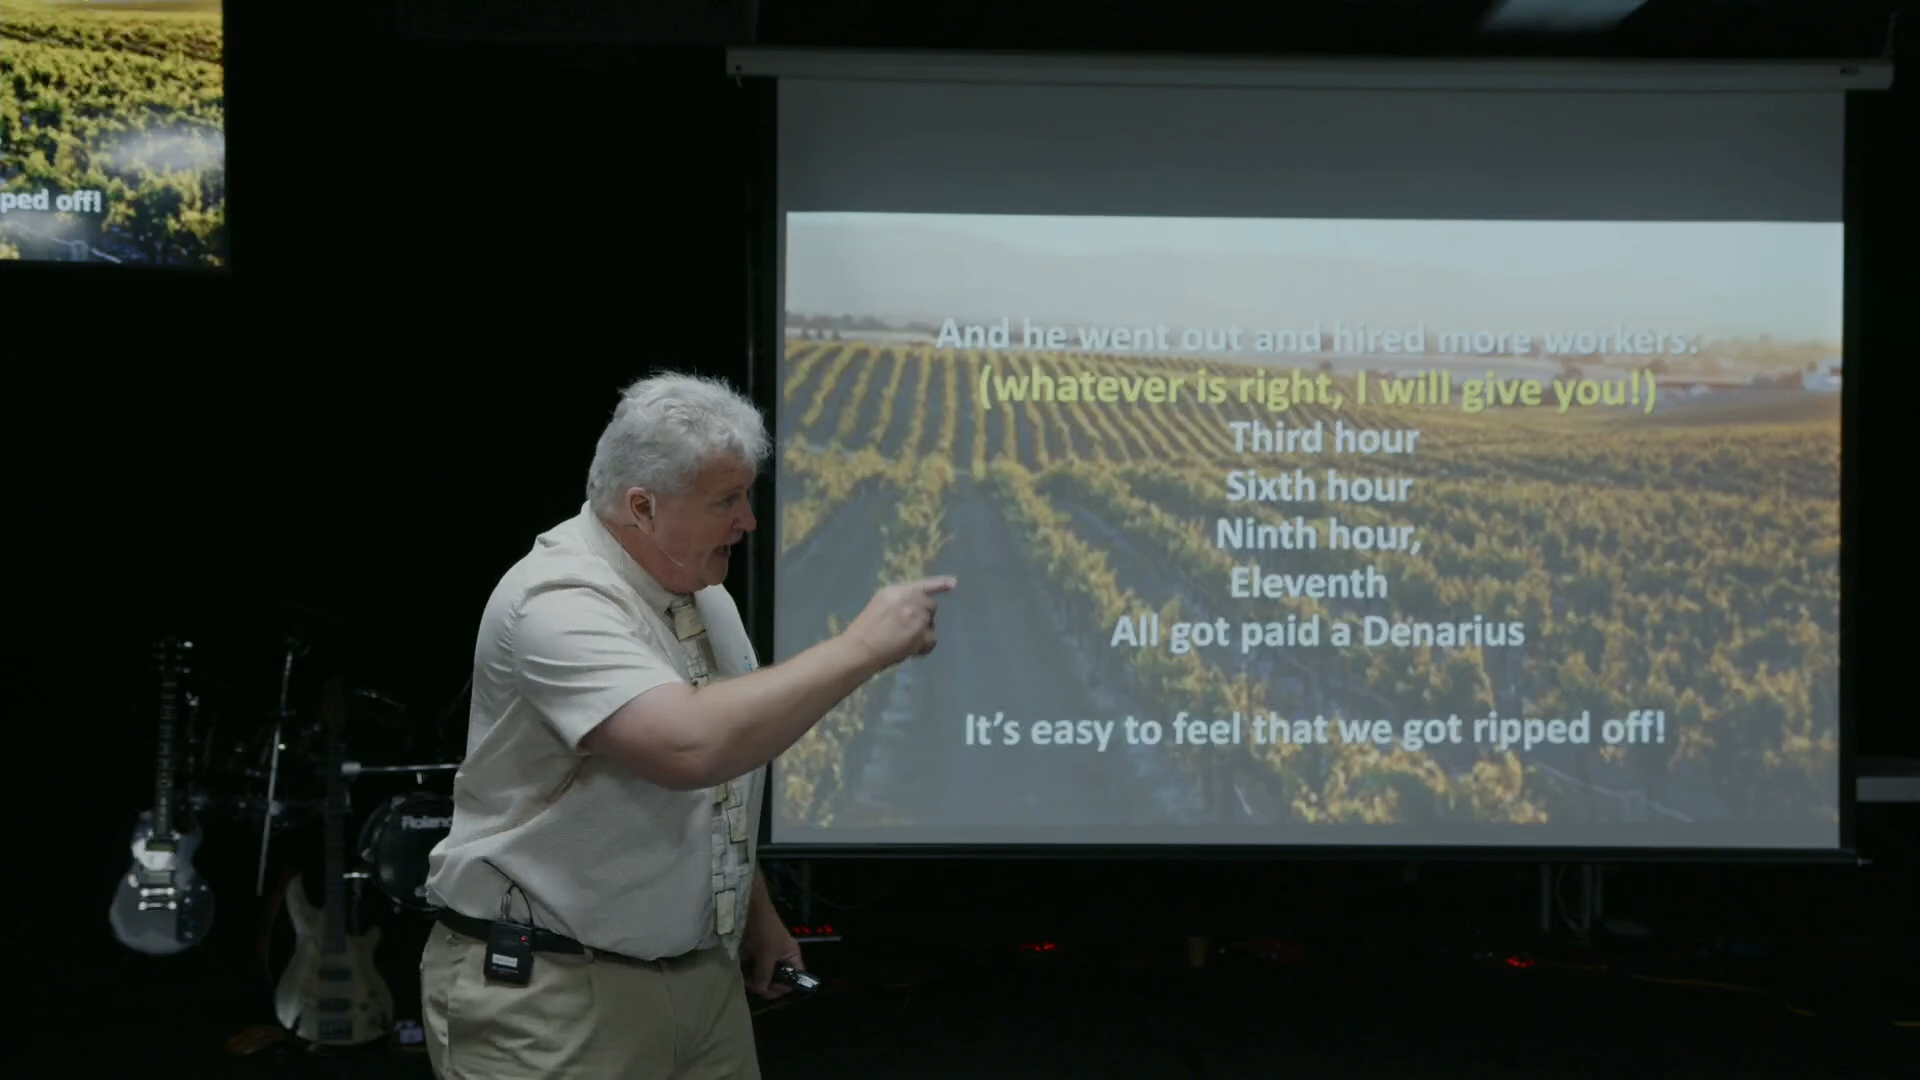 ped off!
And he went out and hired more workers:
(whatever is right, I will give you!)
Third hour
Sixth hour
Ninth hour,
Eleventh
All got paid a Denarius
It's easy to feel that we got ripped off!
Roland